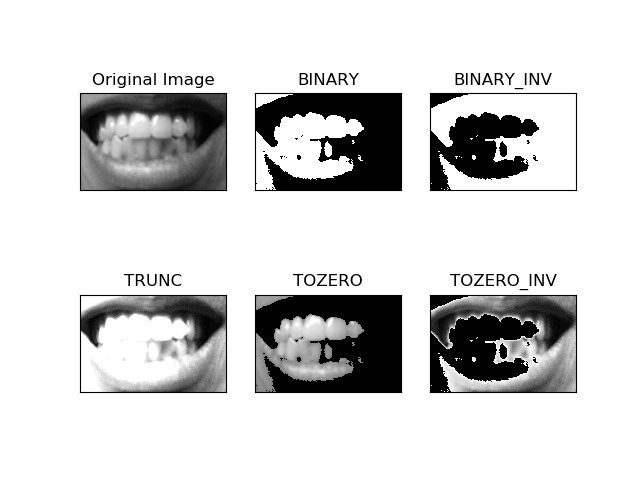 Original Image
BINARY
BINARY_INV
TRUNC
TOZERO
TOZERO_INV